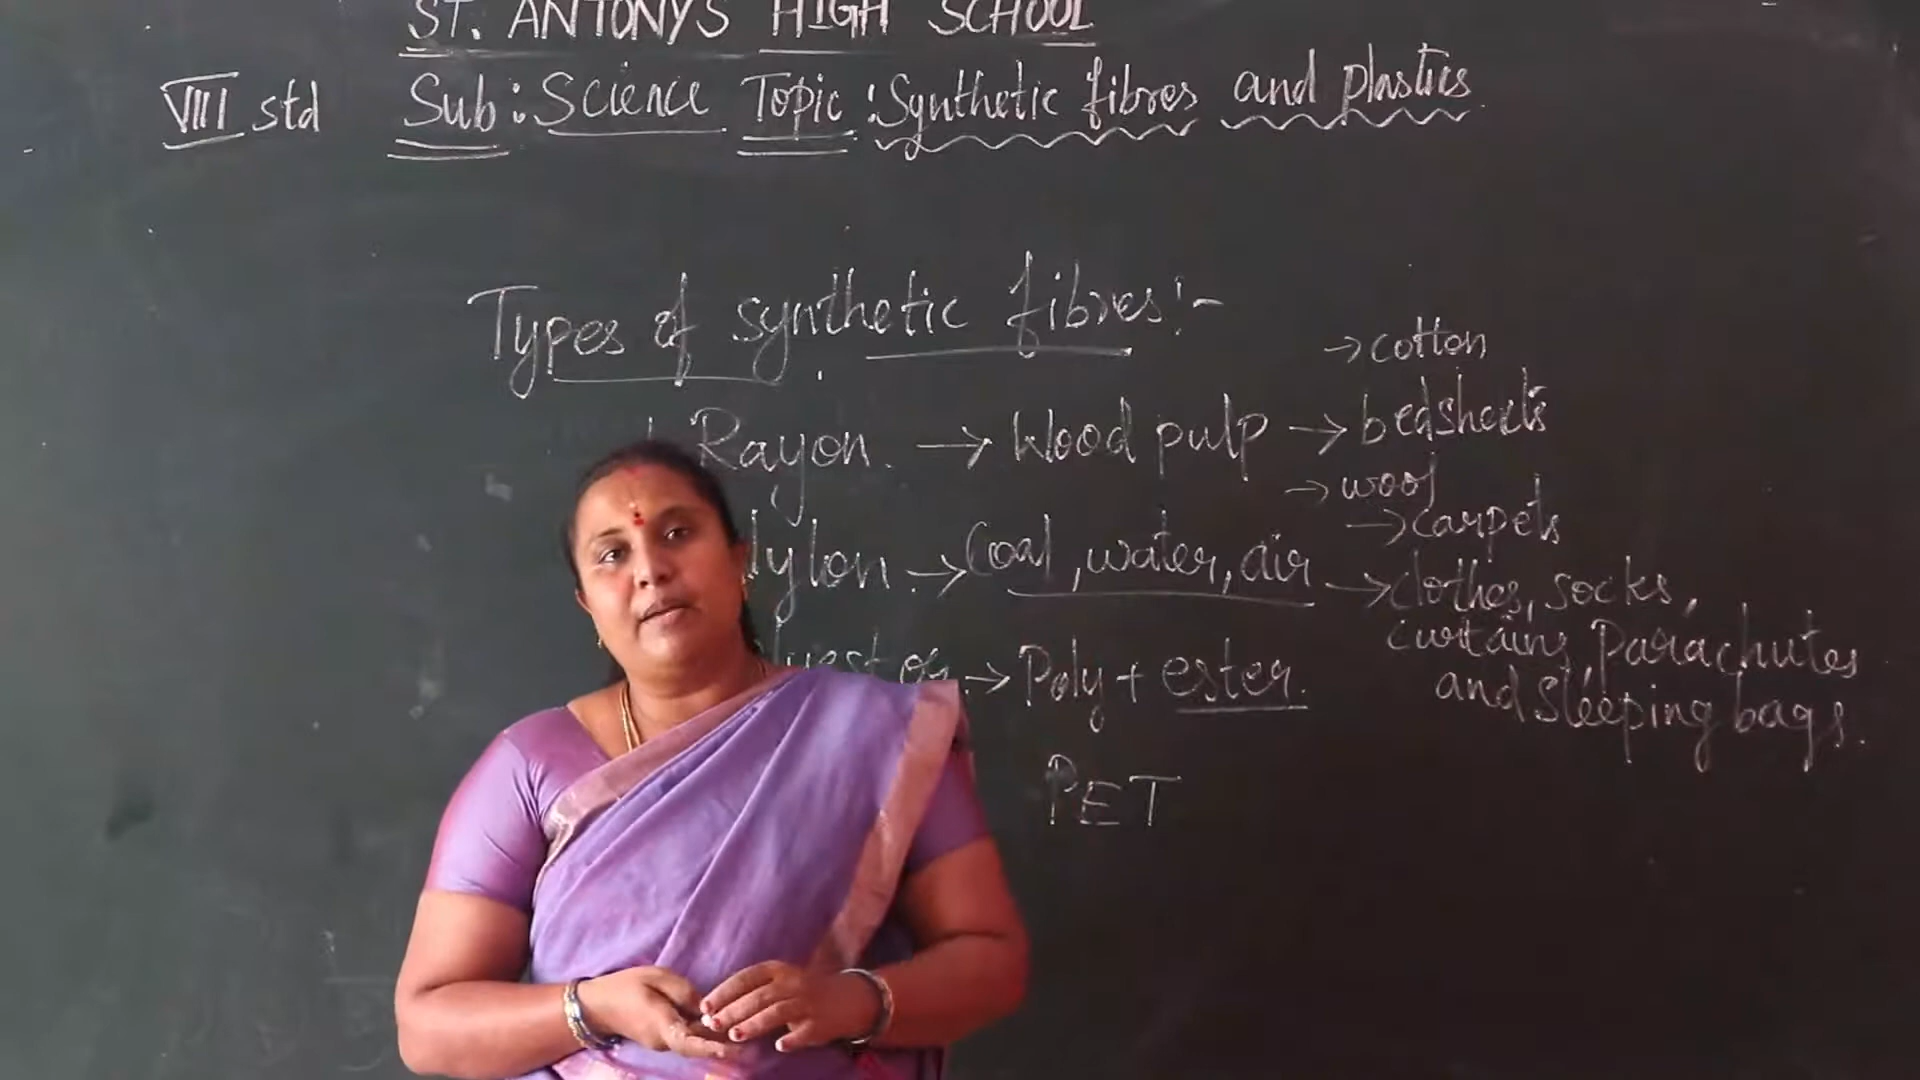 ST. ANTONYS HIGH SCHOOL
VIII std Sub : Science Topic : Synthetic fibres and plastics
Types of synthetic fibres :-
→ cotton
Rayon. → Wood pulp → bedsheets
→ wool
→ carpets
ylon. → Coal, water, air → clothes, socks,
curtains, parachutes
and sleeping bags.
→ Poly + ester.
PET